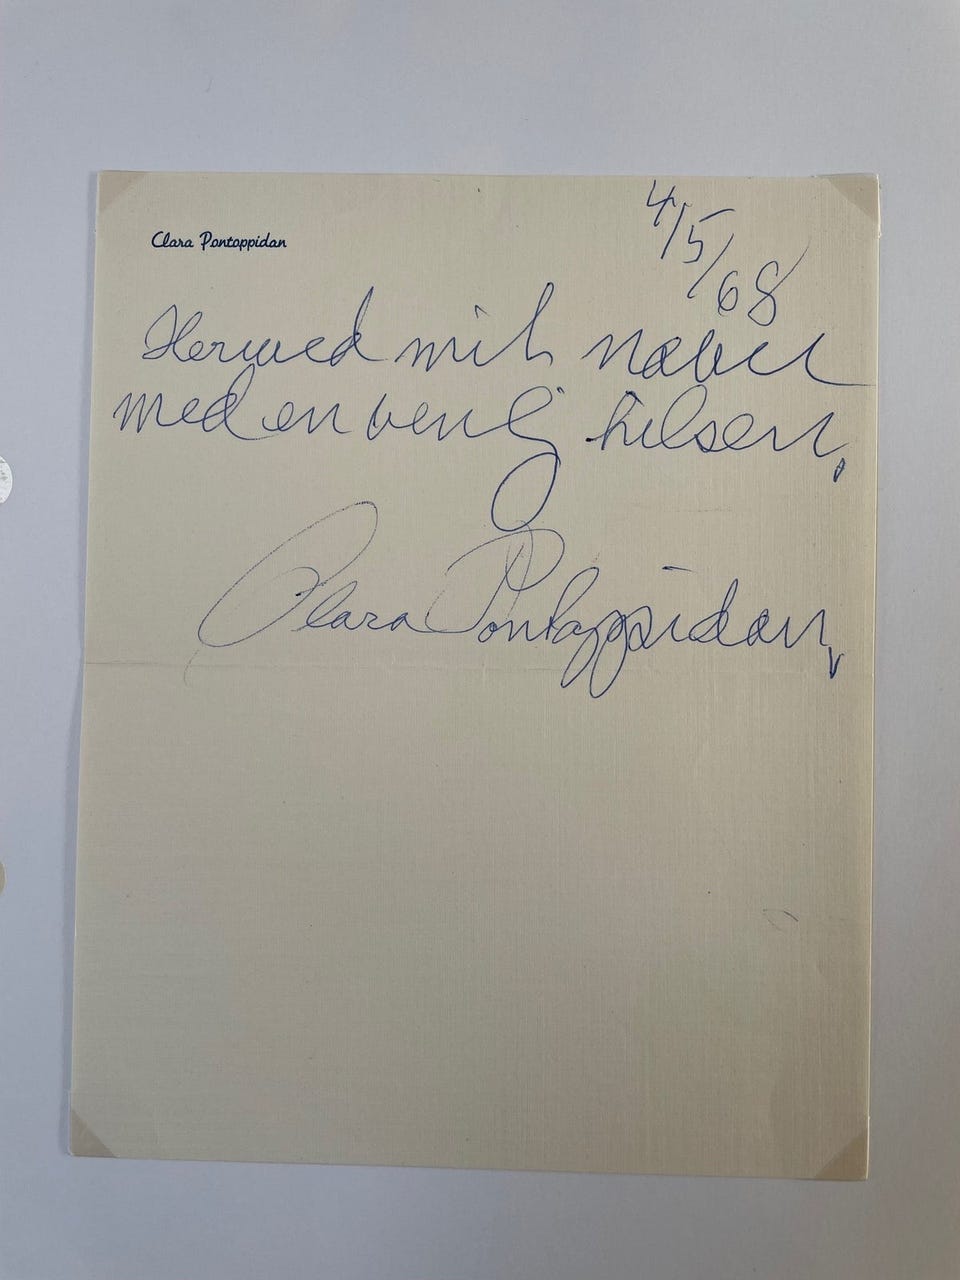 Clara Pontoppidan
4/5/68
Herved mit navn
med en venlig hilsen.
Clara Pontoppidan,